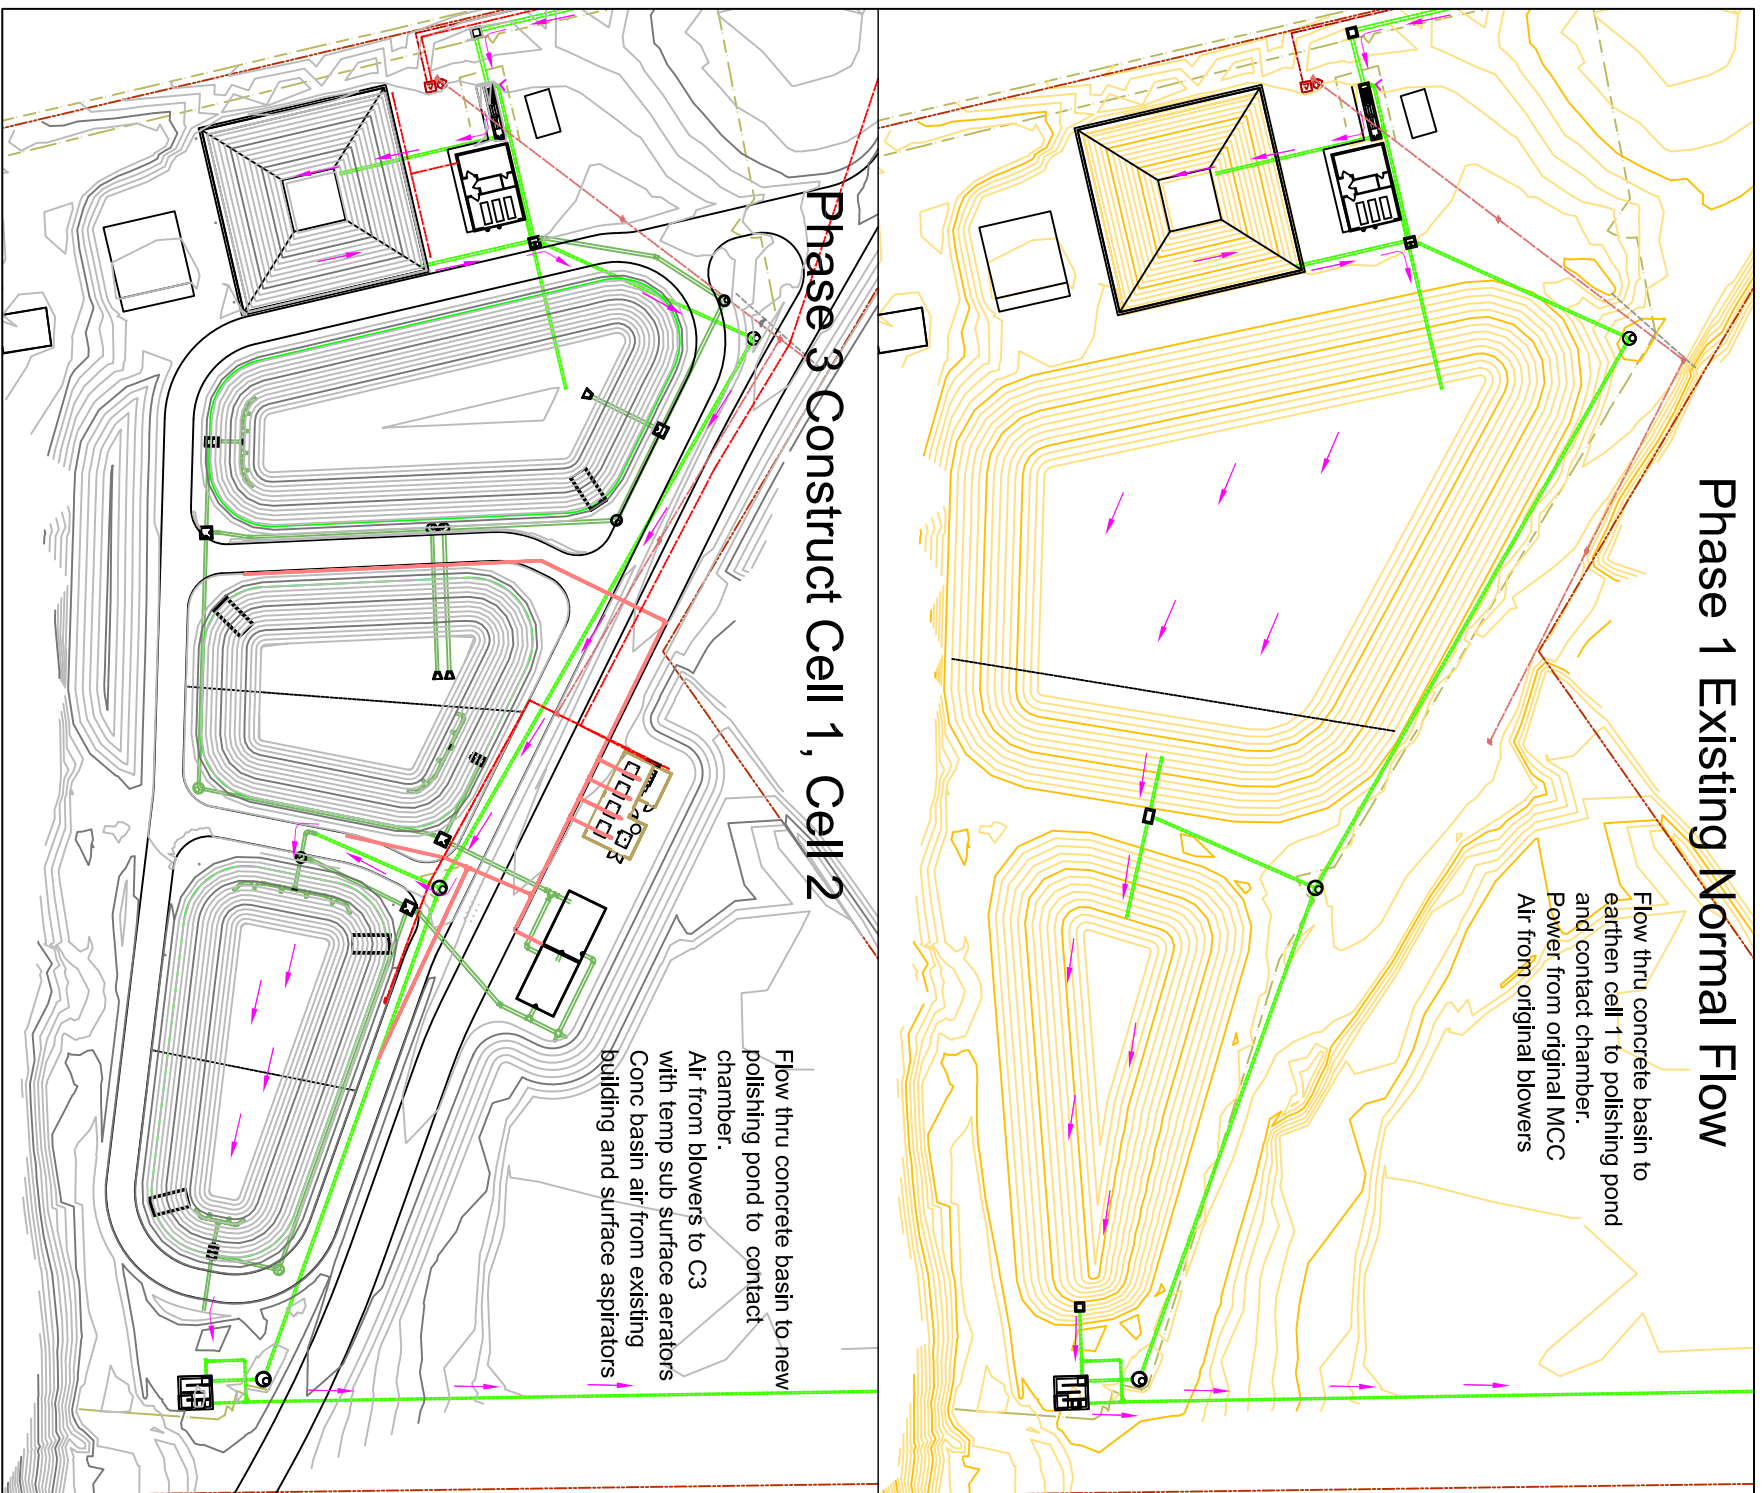 Phase 1 Existing Normal Flow
Flow thru concrete basin to
earthen cell 1 to polishing pond
and contact chamber.
Power from original MCC
Air from original blowers
Phase 3 Construct Cell 1, Cell 2
Flow thru concrete basin to new
polishing pond to contact
chamber.
Air from blowers to C3
with temp sub surface aerators
Conc basin air from existing
building and surface aspirators